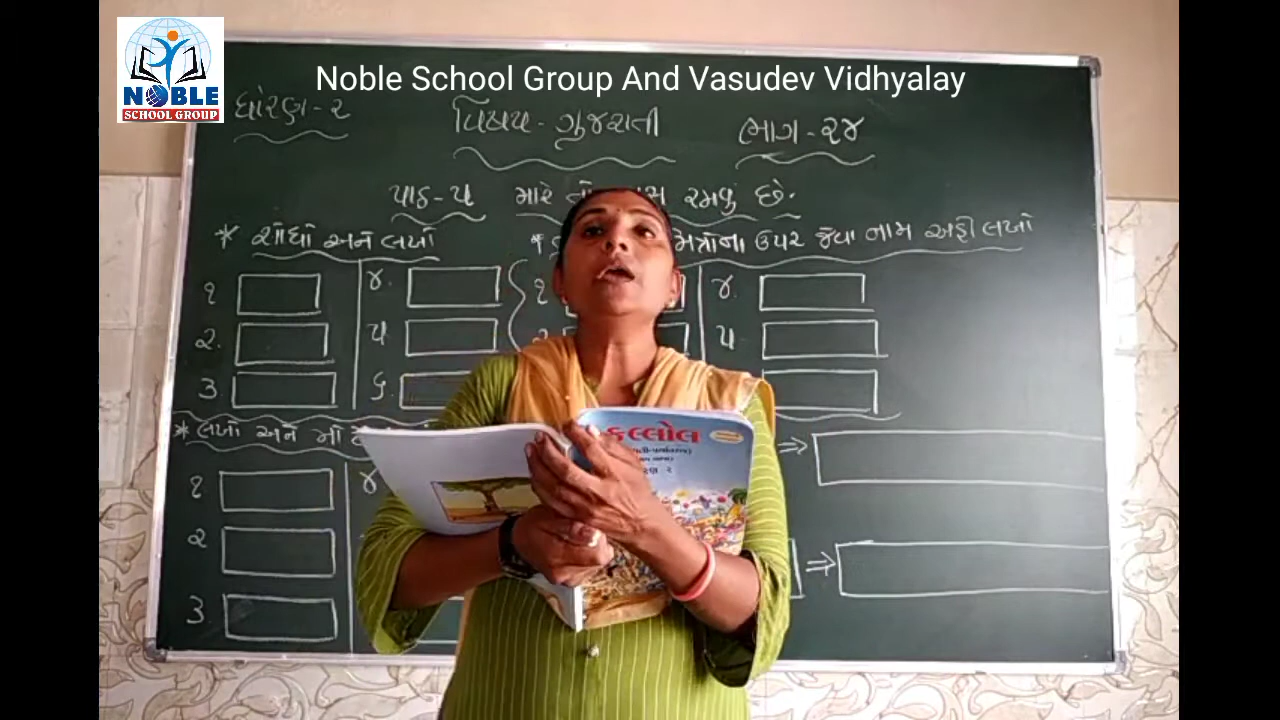 Noble School Group And Vasudev Vidhyalay
NOBLE
SCHOOL GROUP
ધોરણ-૨
વિષય-ગુજરાતી
ભાગ-૨૪
પાઠ-૫ મારે રમવું છે.
* શોધો અને લખો
* મિત્રોના ઉપર જેવા નામ અહીં લખો
૧ ૪ ૧ ૪
૨ ૫ ૨ ૫
૩ ૬
* લખો અને
૧ ૪
૨
૩
કલ્લોલ